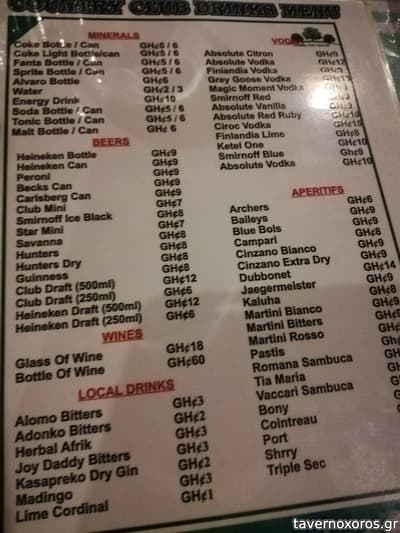 COUNTRY CLUB DRINKS MENU
MINERALS
Coke Bottle / Can GH¢5 / 6
Coke Light Bottle/can GH¢5 / 6
Fanta Bottle / Can GH¢5 / 6
Sprite Bottle / Can GH¢5 / 6
Alvaro Bottle GH¢6
Water GH¢2 / 3
Energy Drink GH¢10
Soda Bottle / Can GH¢5 / 6
Tonic Bottle / Can GH¢5 / 6
Malt Bottle / Can GH¢ 6
BEERS
Heineken Bottle GH¢9
Heineken Can GH¢9
Peroni GH¢9
Becks Can GH¢9
Carlsberg Can GH¢9
Club Mini GH¢7
Smirnoff Ice Black GH¢8
Star Mini GH¢7
Savanna GH¢8
Hunters GH¢8
Hunters Dry GH¢8
Guinness GH¢8
Club Draft (500ml) GH¢12
Club Draft (250ml) GH¢6
Heineken Draft (500ml) GH¢12
Heineken Draft (250ml) GH¢6
WINES
Glass Of Wine GH¢18
Bottle Of Wine GH¢60
LOCAL DRINKS
Alomo Bitters GH¢3
Adonko Bitters GH¢2
Herbal Afrik GH¢3
Joy Daddy Bitters GH¢3
Kasapreko Dry Gin GH¢2
Madingo GH¢3
Lime Cordinal GH¢1
Absolute Citron
Absolute Vodka GH¢12
Finlandia Vodka
Grey Goose Vodka
Magic Moment Vodka
Smirnoff Red
Absolute Vanilla
Absolute Red Ruby GH¢10
Ciroc Vodka
Finlandia Lime GH¢8
Ketel One GH¢10
Smirnoff Blue Gh¢9
Absolute Vodka GH¢10
APERITIFS
Archers GH¢6
Baileys GH¢9
Blue Bols GH¢8
Campari GH¢9
Cinzano Bianco GH¢9
Cinzano Extra Dry GH¢9
Dubbonet GH¢14
Jaegermeister
Kaluha
Martini Bianco
Martini Bitters
Martini Rosso
Pastis
Romana Sambuca
Tia Maria
Vaccari Sambuca
Bony
Cointreau
Port
Shrry
Triple Sec
tavernoxoros.gr